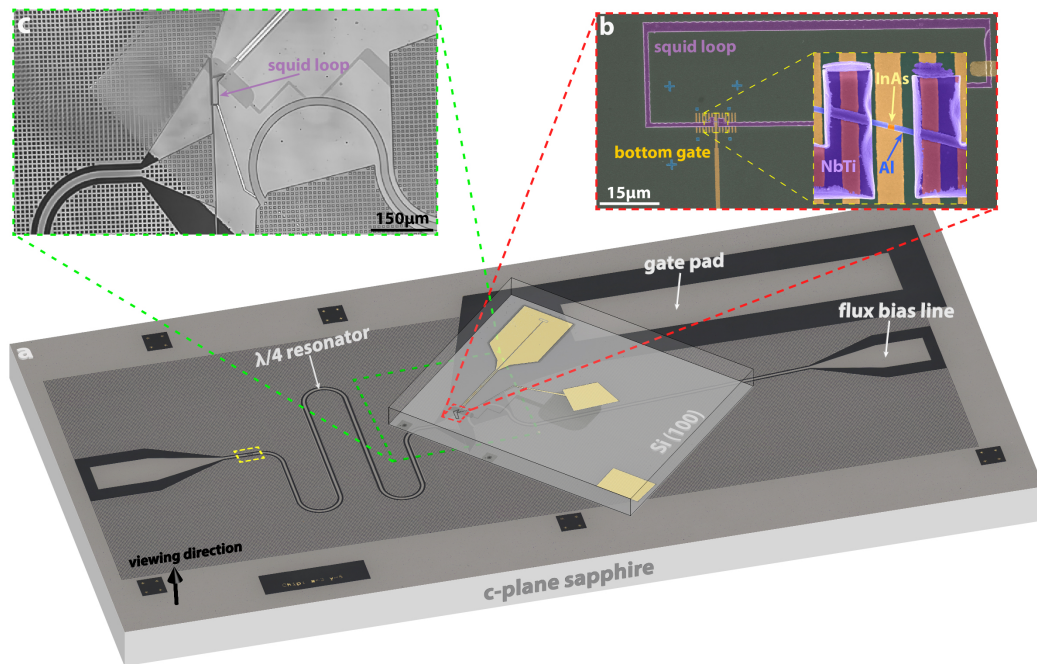 c
squid loop
150μm
b
squid loop
InAs
bottom gate
NbTi
Al
15μm
gate pad
flux bias line
a
λ/4 resonator
Si (100)
viewing direction
c-plane sapphire